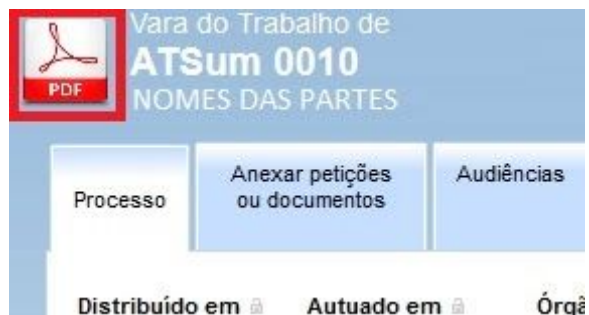 Vara do Trabalho de
ATSum 0010
NOMES DAS PARTES
PDF
Processo
Anexar petições
ou documentos
Audiências
Distribuído em
Autuado em